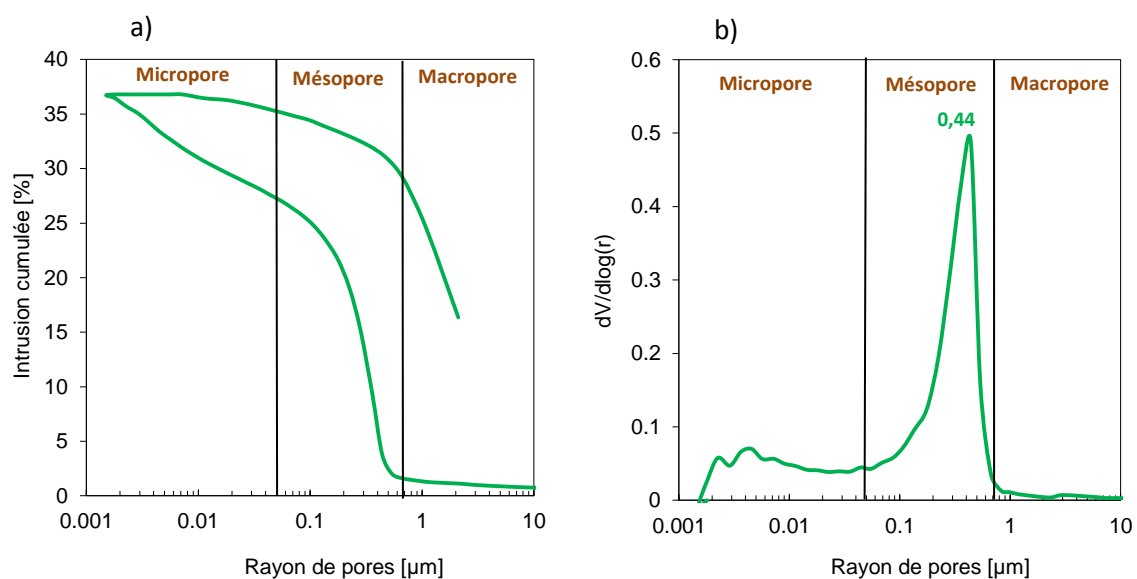 a)
Micropore
Mésopore
Macropore
40
35
30
25
20
15
10
5
0
0.001
0.01
0.1
1
10
Intrusion cumulée [%]
Rayon de pores [µm]
b)
Micropore
Mésopore
Macropore
0,44
0.6
0.5
0.4
0.3
0.2
0.1
0
0.001
0.01
0.1
1
10
dV/dlog(r)
Rayon de pores [µm]